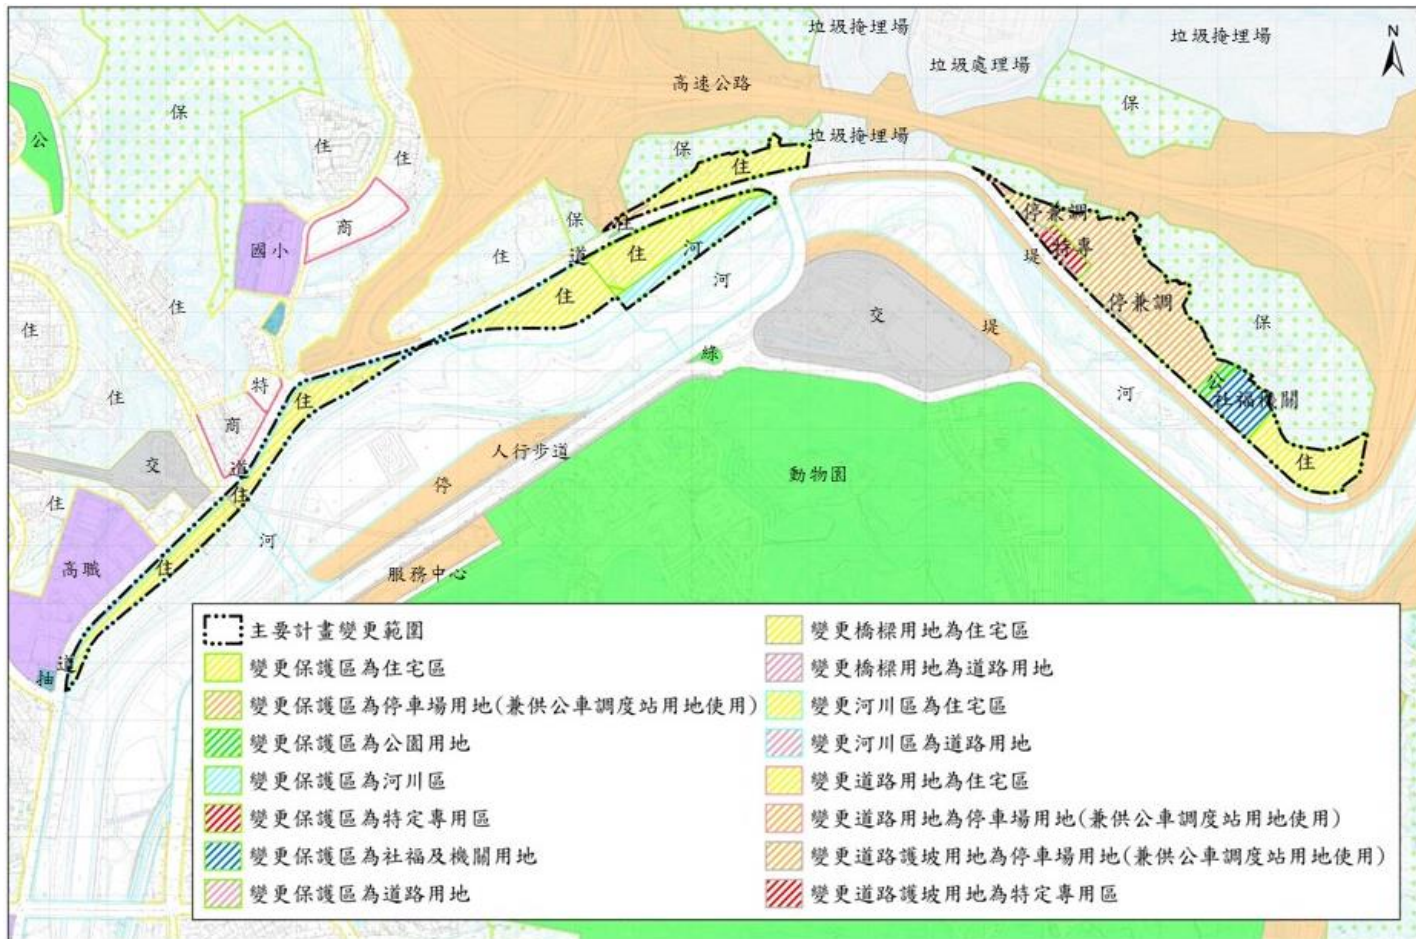 垃圾掩埋場
垃圾掩埋場
N
垃圾處理場
高速公路
保
保
公
住
住
保
垃圾掩埋場
住
商
國小
保
住
停兼調
特專
道
住
住
河
河
堤
住
住
住
停兼調
交
堤
保
綠
特
住
住
公
社福機關
河
商
人行步道
交
道
住
動物園
住
停
住
河
高職
住
服務中心
道
抽
主要計畫變更範圍
變更保護區為住宅區
變更保護區為停車場用地(兼供公車調度站用地使用)
變更保護區為公園用地
變更保護區為河川區
變更保護區為特定專用區
變更保護區為社福及機關用地
變更保護區為道路用地
變更橋樑用地為住宅區
變更橋樑用地為道路用地
變更河川區為住宅區
變更河川區為道路用地
變更道路用地為住宅區
變更道路用地為停車場用地(兼供公車調度站用地使用)
變更道路護坡用地為停車場用地(兼供公車調度站用地使用)
變更道路護坡用地為特定專用區